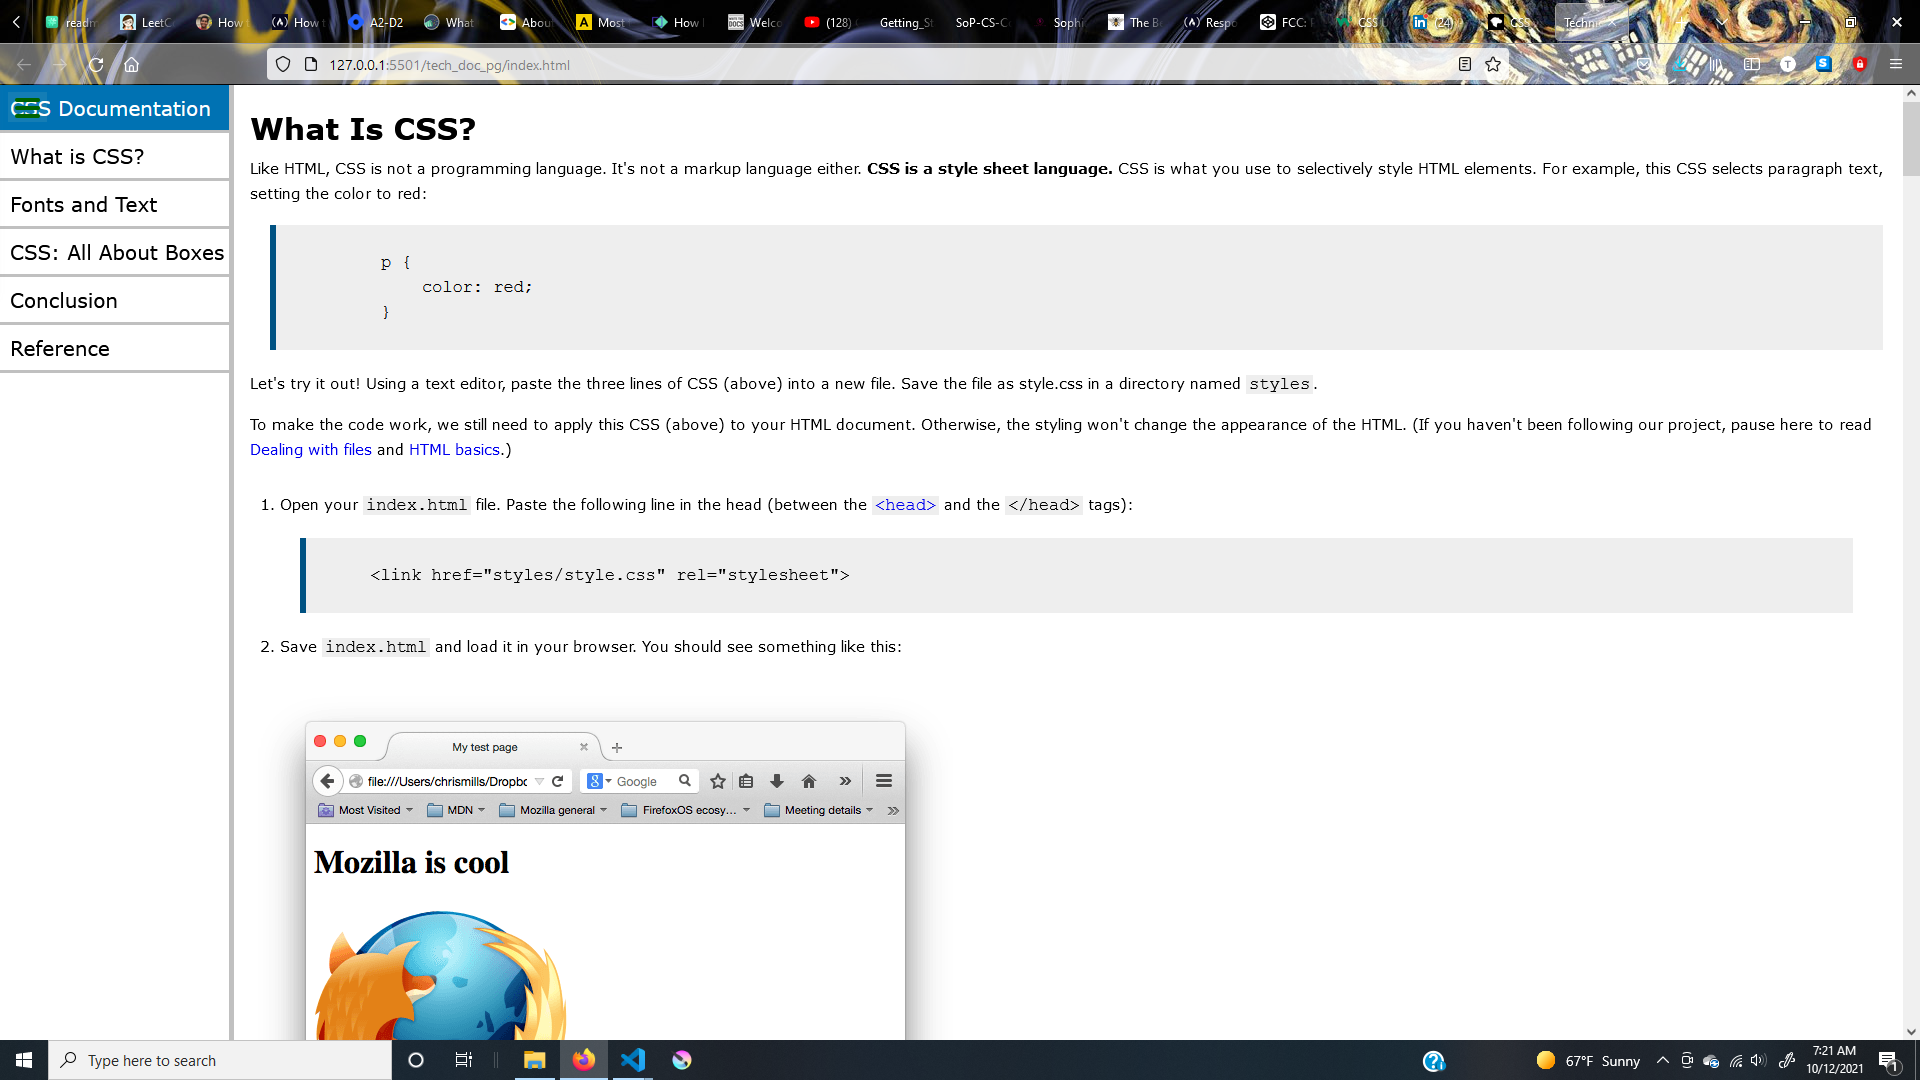 readm
LeetC
How t
How t
A2-D2
What
Abou
Most
How
Welco
(128)
Getting_St
SoP-CS-C
Soph
The B
Respo
FCC:
CSS
(24)
CSS
Techni
127.0.0.1:5501/tech_doc_pg/index.html
CSS Documentation
What is CSS?
Fonts and Text
CSS: All About Boxes
Conclusion
Reference
What Is CSS?
Like HTML, CSS is not a programming language. It's not a markup language either. CSS is a style sheet language. CSS is what you use to selectively style HTML elements. For example, this CSS selects paragraph text,
setting the color to red:
p {
color: red;
}
Let's try it out! Using a text editor, paste the three lines of CSS (above) into a new file. Save the file as style.css in a directory named styles.
To make the code work, we still need to apply this CSS (above) to your HTML document. Otherwise, the styling won't change the appearance of the HTML. (If you haven't been following our project, pause here to read
Dealing with files and HTML basics.)
1. Open your index.html file. Paste the following line in the head (between the <head> and the </head> tags):
<link href="styles/style.css" rel="stylesheet">
2. Save index.html and load it in your browser. You should see something like this:
My test page
file:///Users/chrismills/Dropbo
Google
Most Visited MDN Mozilla general FirefoxOS ecosy... Meeting details
Mozilla is cool
Type here to search
67°F Sunny
7:21 AM
10/12/2021
1